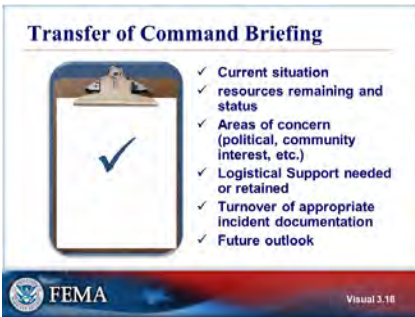 Transfer of Command Briefing
✓ Current situation
✓ resources remaining and
status
✓ Areas of concern
(political, community
interest, etc.)
✓ Logistical Support needed
or retained
✓ Turnover of appropriate
incident documentation
✓ Future outlook
FEMA
Visual 3.16